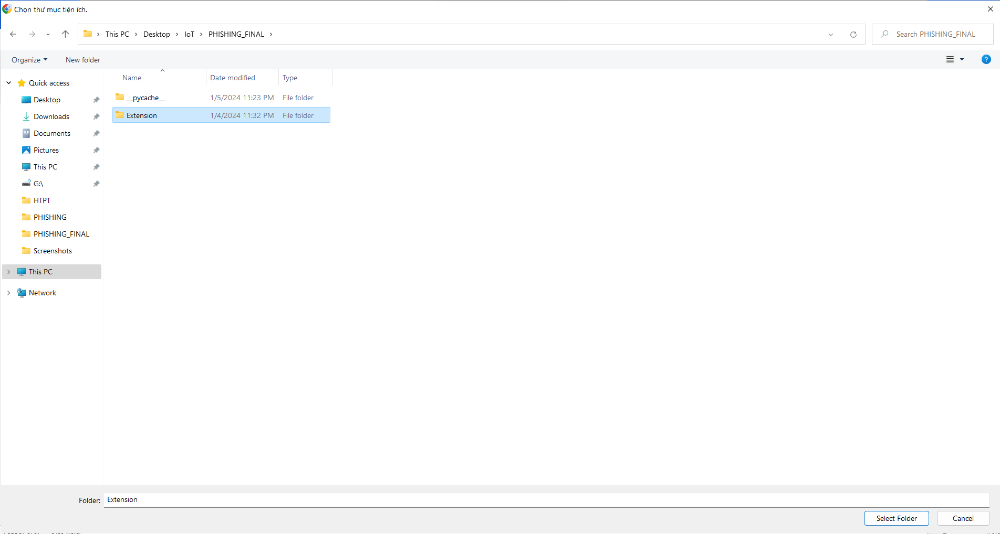 Chọn thư mục tiện ích.
This PC > Desktop > IoT > PHISHING_FINAL >
Search PHISHING_FINAL
Organize
New folder
?
Quick access
Desktop
Downloads
Documents
Pictures
This PC
G:\
HTPT
PHISHING
PHISHING_FINAL
Screenshots
This PC
Network
Name Date modified Type
__pycache__ 1/5/2024 11:23 PM File folder
Extension 1/4/2024 11:32 PM File folder
Folder: Extension
Select Folder Cancel